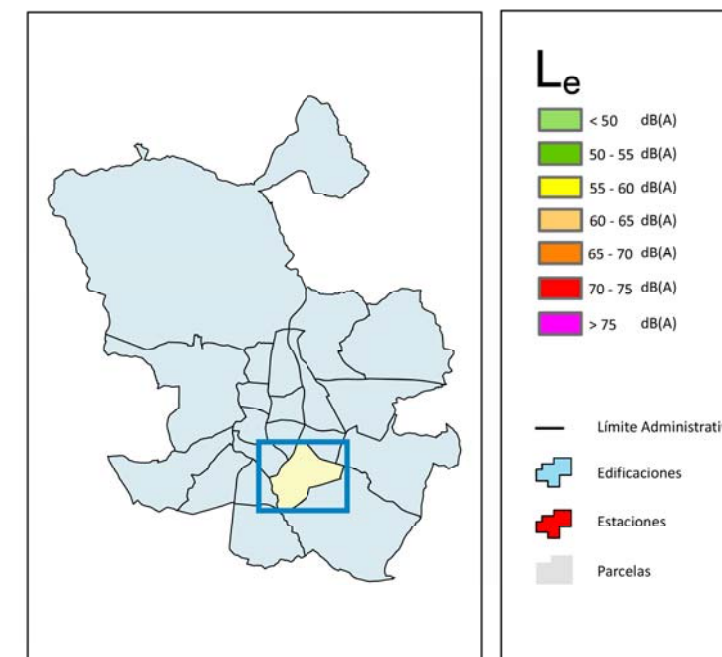 Le
< 50 dB(A)
50 - 55 dB(A)
55 - 60 dB(A)
60 - 65 dB(A)
65 - 70 dB(A)
70 - 75 dB(A)
> 75 dB(A)
Límite Administrati
Edificaciones
Estaciones
Parcelas